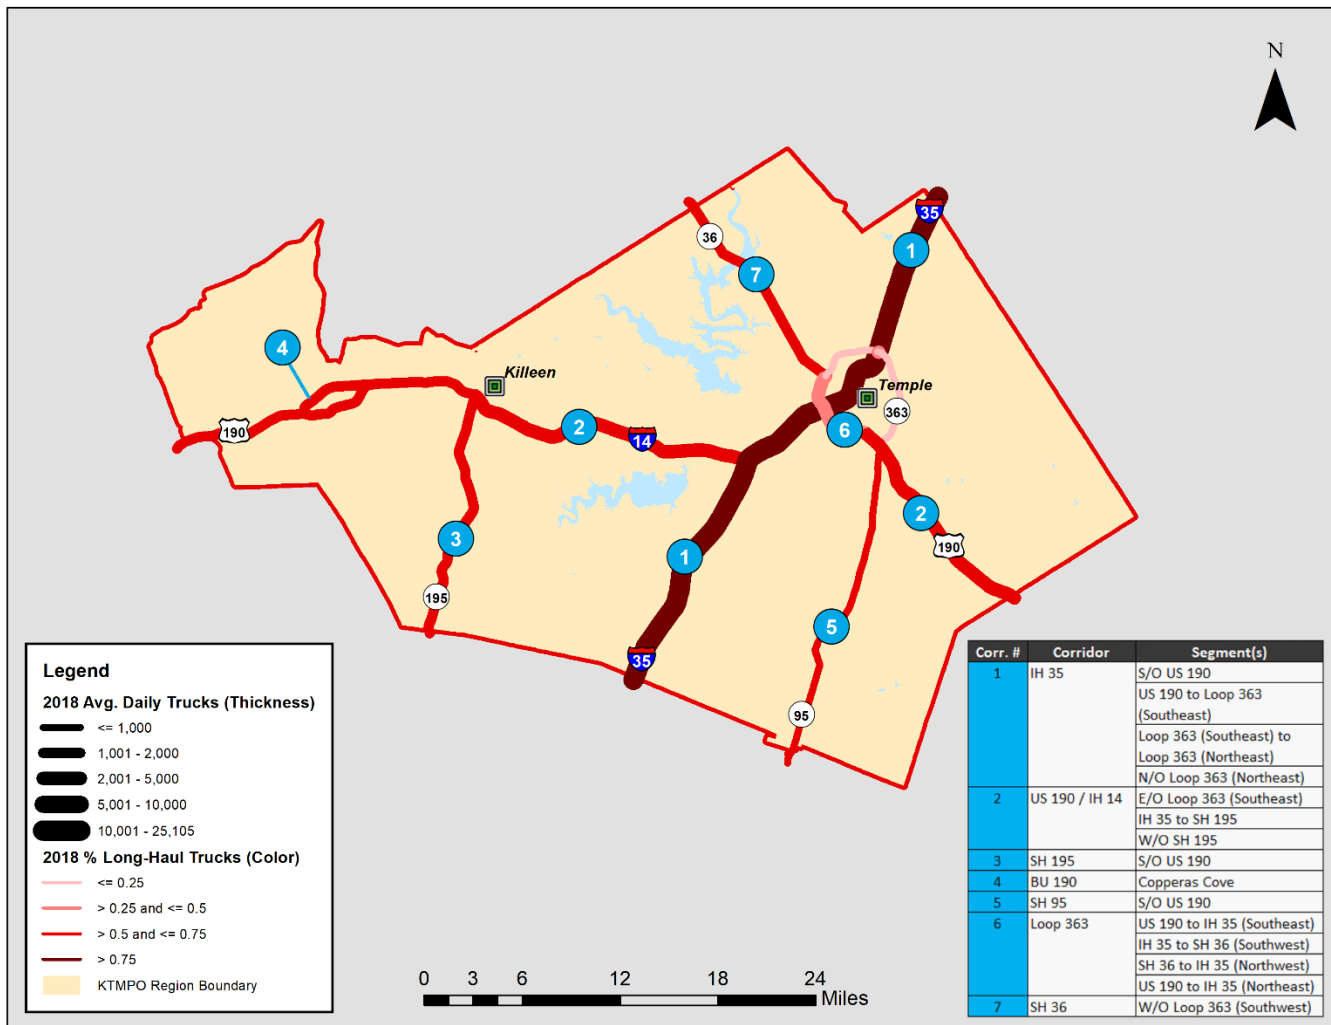 N
35
1
36
7
4
Killeen
Temple
363
190
6
2
14
2
190
3
1
195
5
35
95
Legend
2018 Avg. Daily Trucks (Thickness)
<= 1,000
1,001 - 2,000
2,001 - 5,000
5,001 - 10,000
10,001 - 25,105
2018 % Long-Haul Trucks (Color)
<= 0.25
> 0.25 and <= 0.5
> 0.5 and <= 0.75
> 0.75
KTMPO Region Boundary
0 3 6 12 18 24
Miles
Corr. # Corridor Segment(s)
1 IH 35 S/O US 190
US 190 to Loop 363
(Southeast)
Loop 363 (Southeast) to
Loop 363 (Northeast)
N/O Loop 363 (Northeast)
2 US 190 / IH 14 E/O Loop 363 (Southeast)
IH 35 to SH 195
W/O SH 195
3 SH 195 S/O US 190
4 BU 190 Copperas Cove
5 SH 95 S/O US 190
6 Loop 363 US 190 to IH 35 (Southeast)
IH 35 to SH 36 (Southwest)
SH 36 to IH 35 (Northwest)
US 190 to IH 35 (Northeast)
7 SH 36 W/O Loop 363 (Southwest)